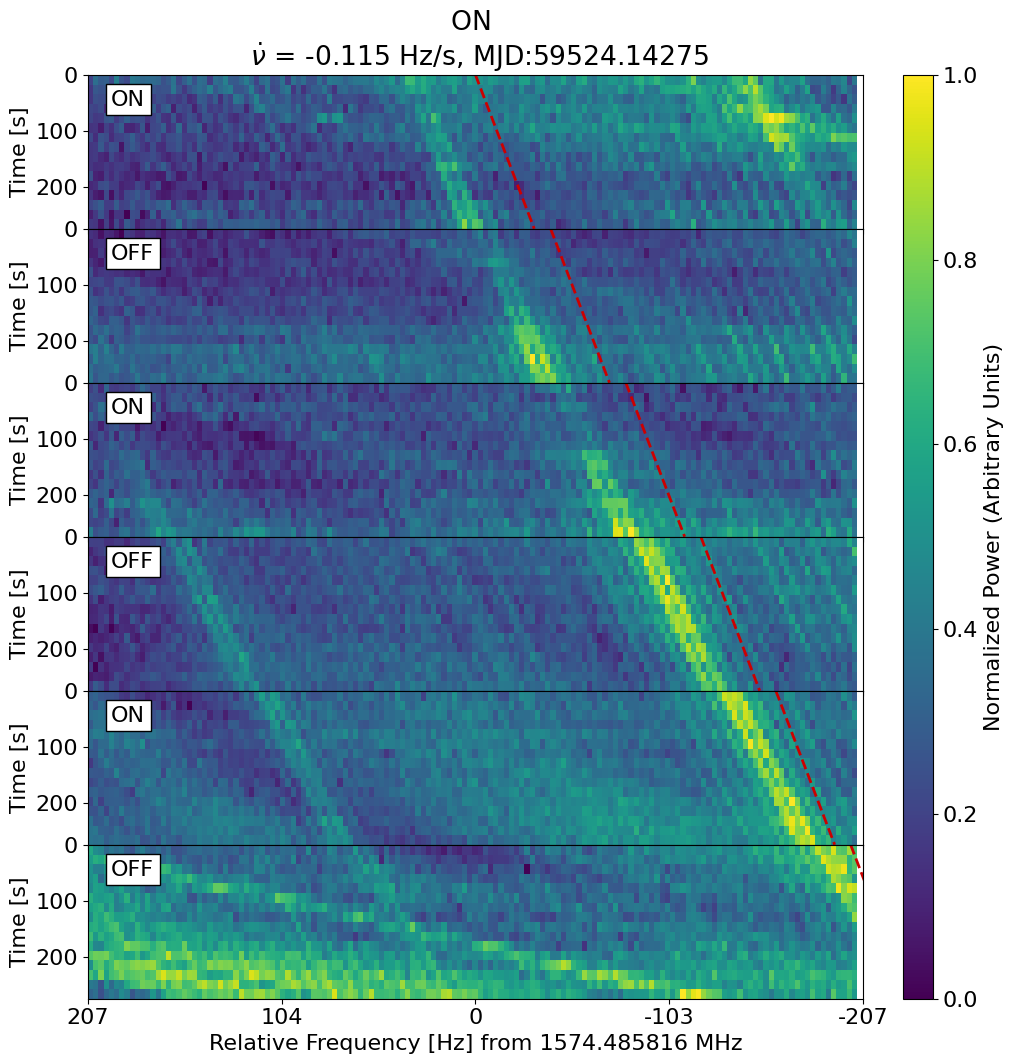 ON
ν̇ = -0.115 Hz/s, MJD:59524.14275
0
100
200
Time [s]
ON
0
100
200
Time [s]
OFF
0
100
200
Time [s]
ON
0
100
200
Time [s]
OFF
0
100
200
Time [s]
ON
0
100
200
Time [s]
OFF
207
104
0
-103
-207
Relative Frequency [Hz] from 1574.485816 MHz
1.0
0.8
0.6
0.4
0.2
0.0
Normalized Power (Arbitrary Units)